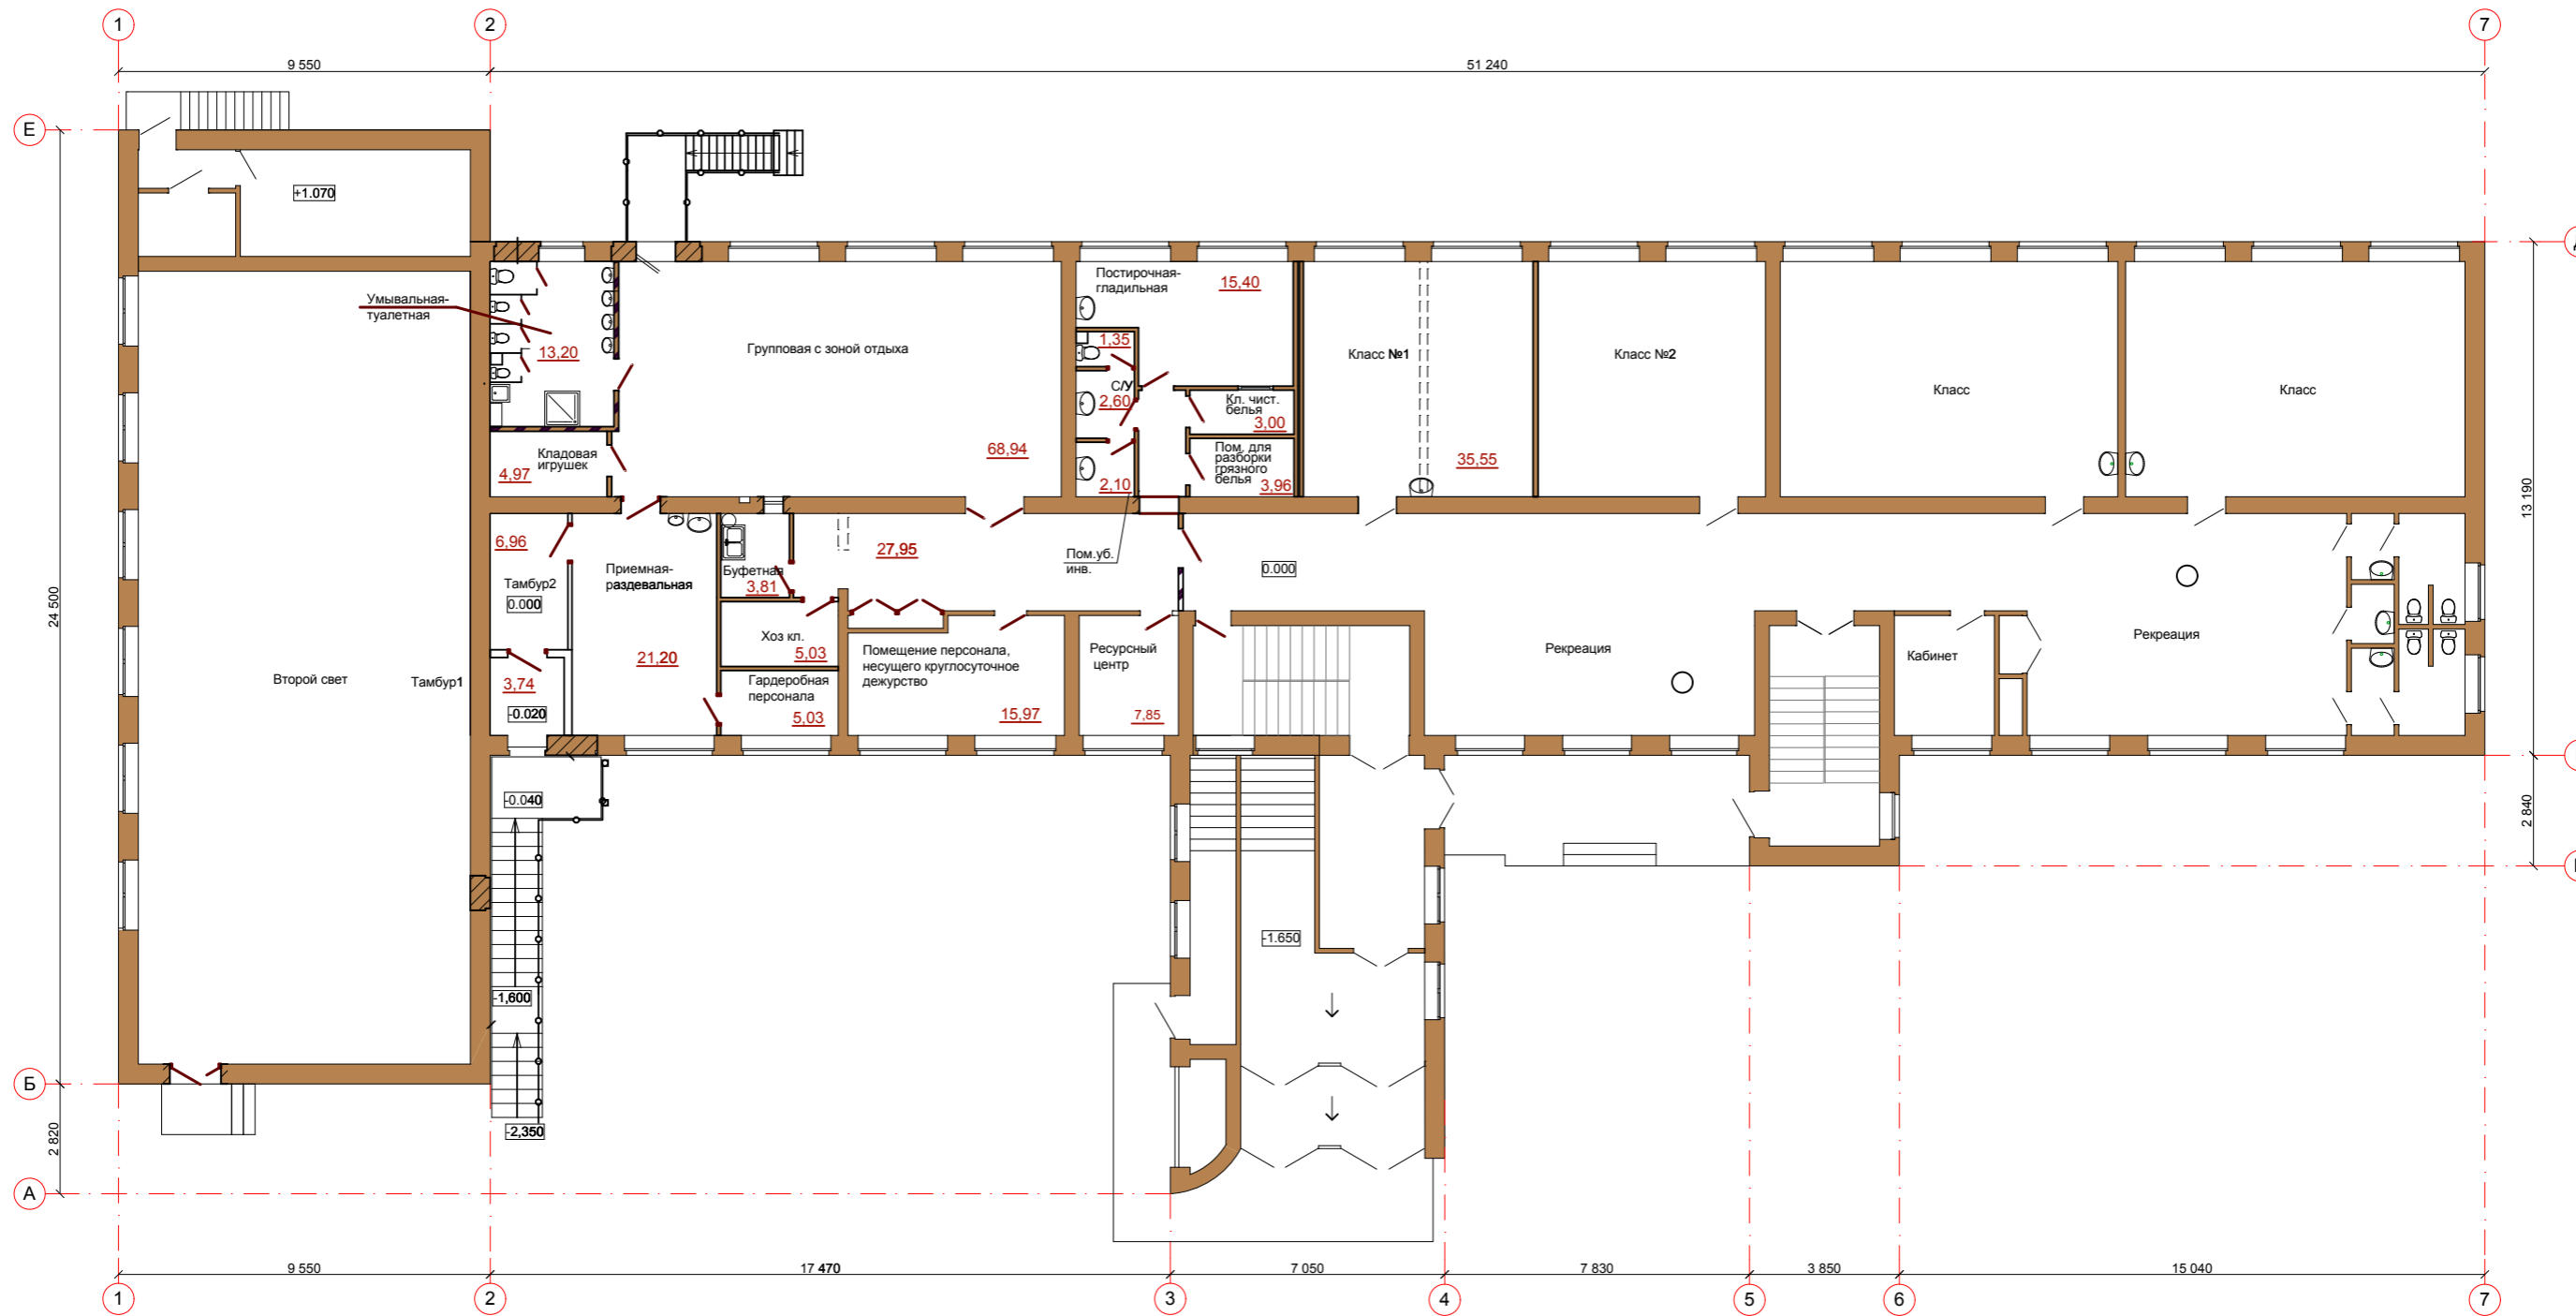 1
2
7
9 550
51 240
Е
+1.070
Умывальная-
туалетная
13,20
Групповая с зоной отдыха
68,94
Кладовая
игрушек
4,97
Постирочная-
гладильная
15,40
1,35
С/У
2,60
2,10
Кл. чист.
белья
3,00
Пом. для
разборки
грязного
белья
3,96
Класс №1
35,55
Класс №2
Класс
Класс
13 190
24 500
6,96
Тамбур2
0.000
Приемная-
раздевальная
21,20
Буфетная
3,81
27,95
Пом.уб.
инв.
0.000
Хоз кл.
5,03
Гардеробная
персонала
5,03
Помещение персонала,
несущего круглосуточное
дежурство
15,97
Ресурсный
центр
7,85
Рекреация
Кабинет
Рекреация
Второй свет
Тамбур1
3,74
-0.020
-0.040
2 840
-1.650
-1,600
-2,350
Б
2 820
А
9 550
17 470
7 050
7 830
3 850
15 040
1
2
3
4
5
6
7